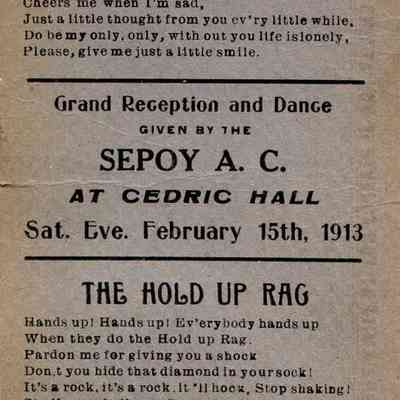 Cheers me when I'm sad,
Just a little thought from you ev'ry little while,
Do be my only, only, with out you life is lonely,
Please, give me just a little smile.
Grand Reception and Dance
GIVEN BY THE
SEPOY A. C.
AT CEDRIC HALL
Sat. Eve. February 15th, 1913
THE HOLD UP RAG
Hands up! Hands up! Ev'erybody hands up
When they do the Hold up Rag.
Pardon me for giving you a shock
Don,t you hide that diamond in your sock!
It's a rock, it's a rock. It 'll hock, Stop shaking!